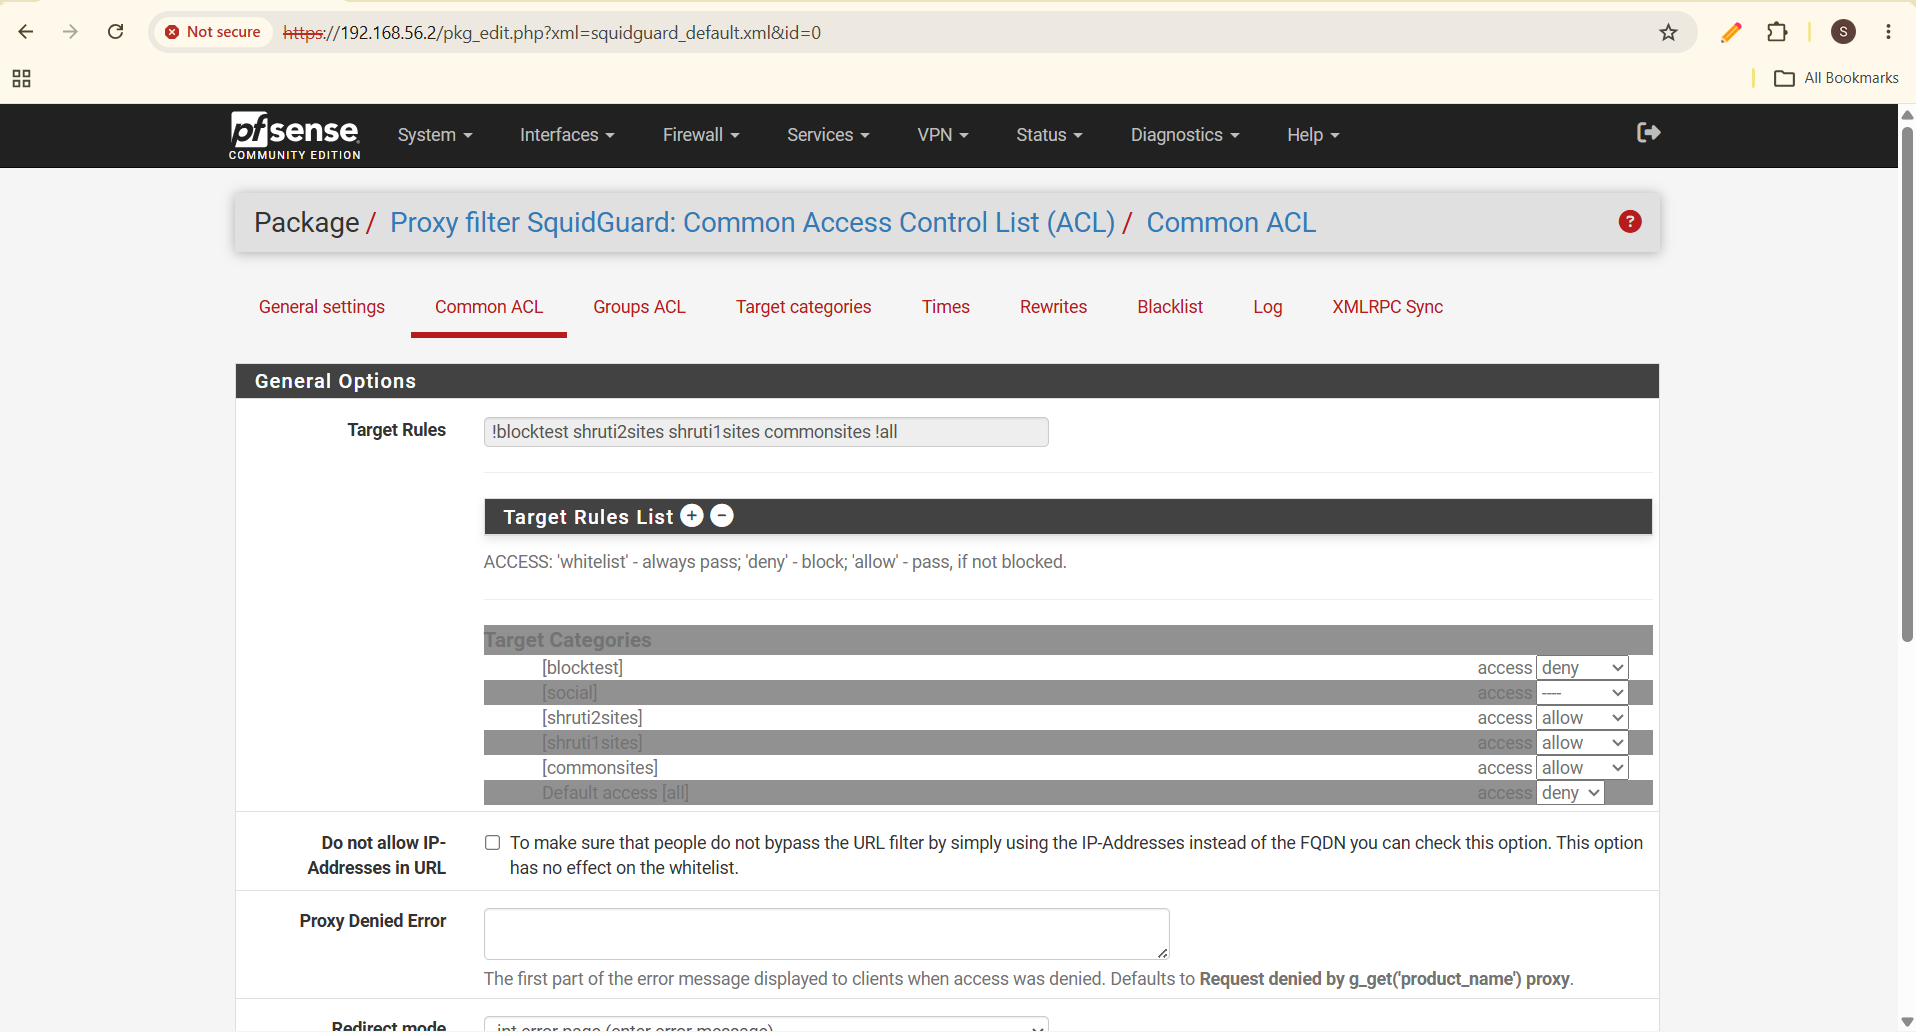 Not secure https://192.168.56.2/pkg_edit.php?xml=squidguard_default.xml&id=0 S
All Bookmarks
pfsense System Interfaces Firewall Services VPN Status Diagnostics Help
COMMUNITY EDITION
Package / Proxy filter SquidGuard: Common Access Control List (ACL) / Common ACL ?
General settings Common ACL Groups ACL Target categories Times Rewrites Blacklist Log XMLRPC Sync
General Options
Target Rules !blocktest shruti2sites shruti1sites commonsites !all
Target Rules List + -
ACCESS: 'whitelist' - always pass; 'deny' - block; 'allow' - pass, if not blocked.
Target Categories
[blocktest] access deny
[social] access ----
[shruti2sites] access allow
[shruti1sites] access allow
[commonsites] access allow
Default access [all] access deny
Do not allow IP- To make sure that people do not bypass the URL filter by simply using the IP-Addresses instead of the FQDN you can check this option. This option
Addresses in URL has no effect on the whitelist.
Proxy Denied Error
The first part of the error message displayed to clients when access was denied. Defaults to Request denied by g_get('product_name') proxy.
Redirect mode int error page (enter error message)